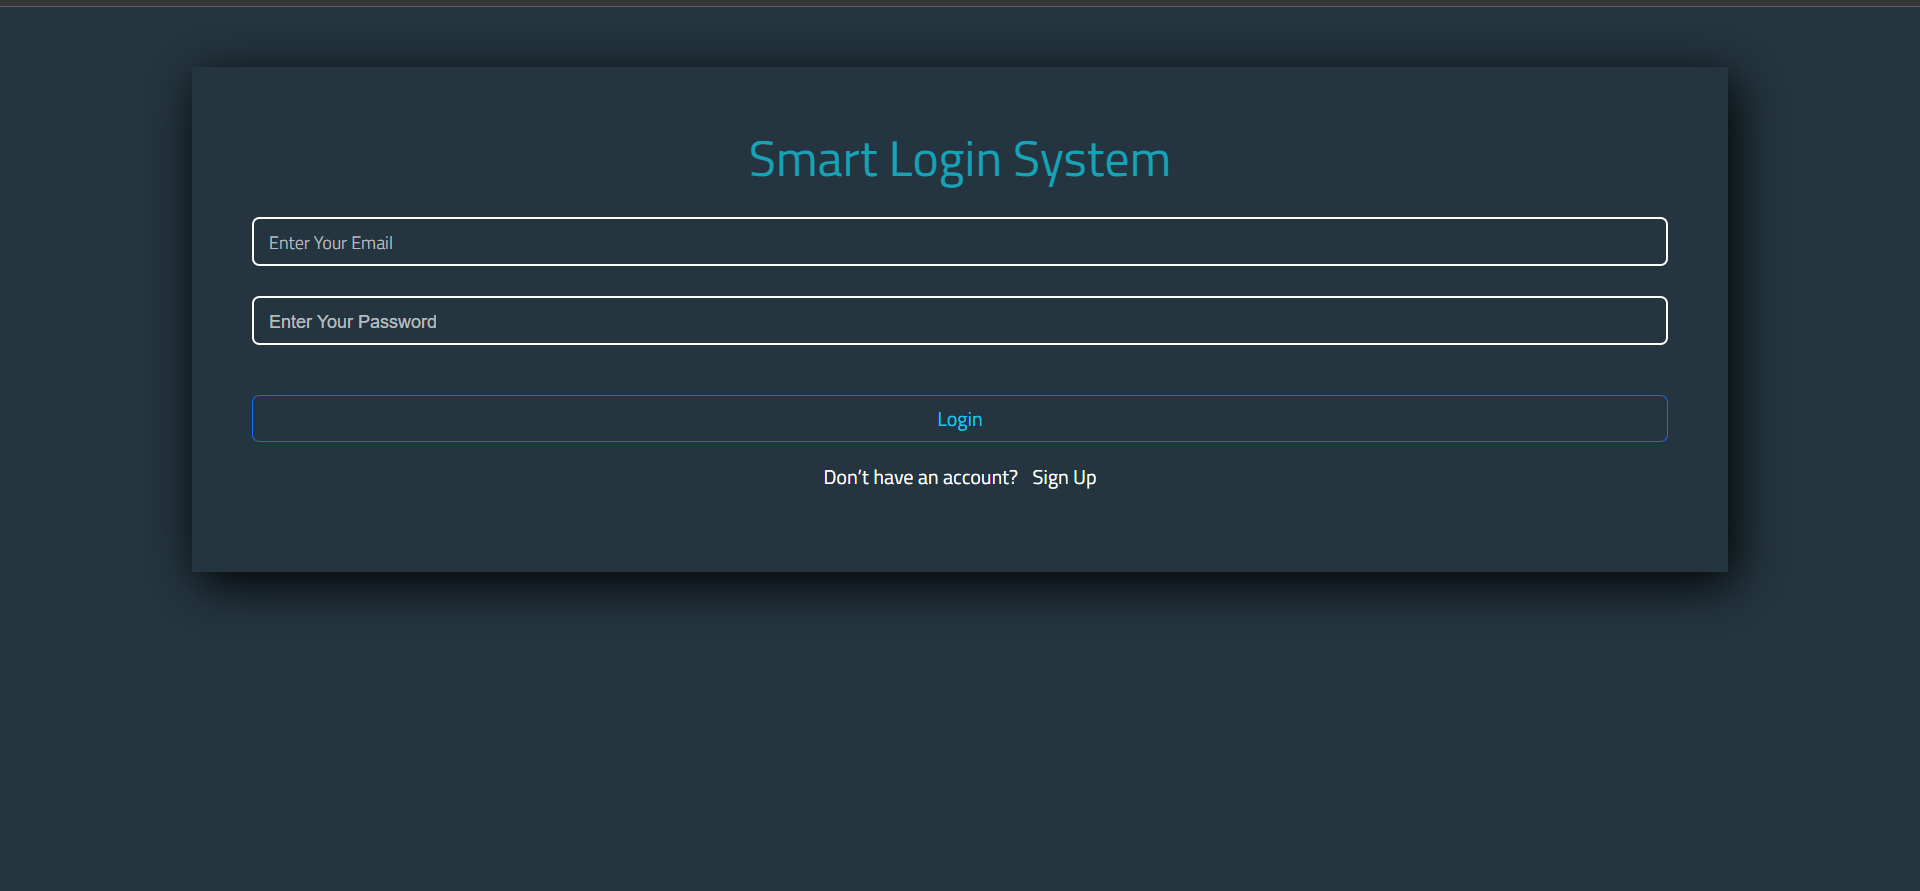 Smart Login System
Enter Your Email
Enter Your Password
Login
Don’t have an account? Sign Up